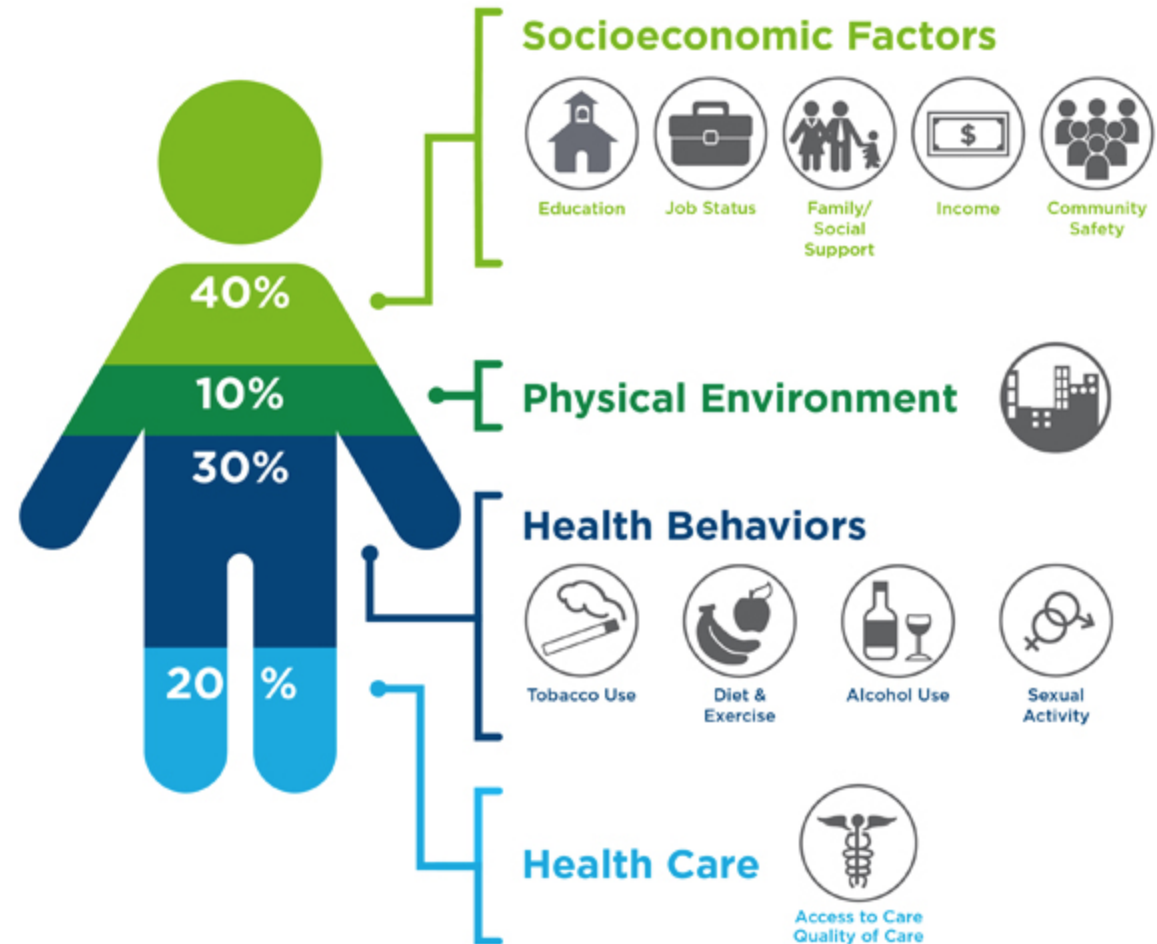 Socioeconomic Factors
$
Education
Job Status
Family/
Social
Support
Income
Community
Safety
40%
10%
Physical Environment
30%
Health Behaviors
Tobacco Use
Diet &
Exercise
Alcohol Use
Sexual
Activity
20 %
Health Care
Access to Care
Quality of Care